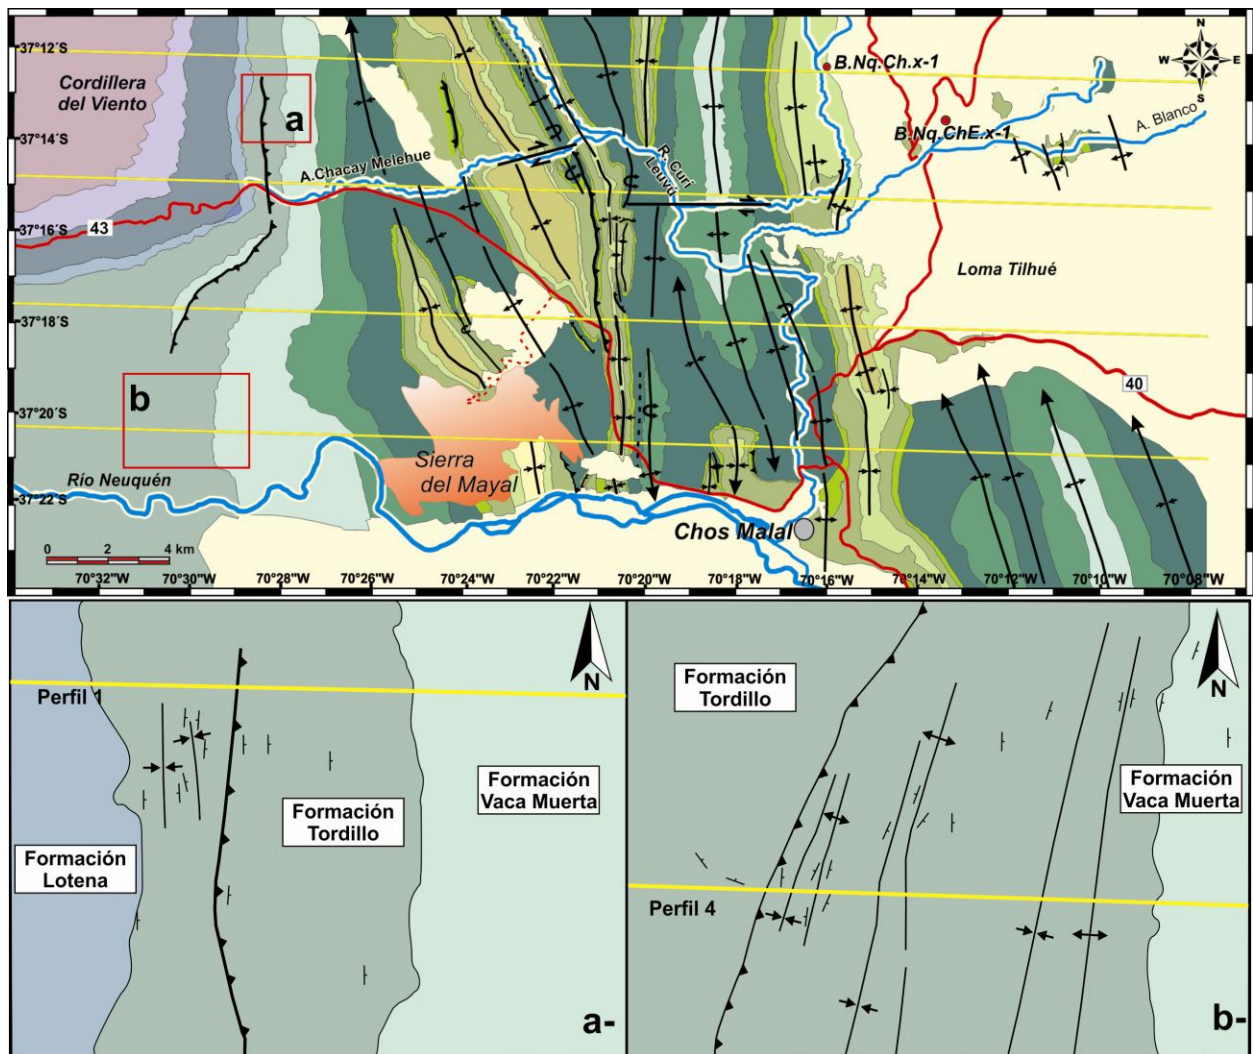 37°12´S
37°14´S
37°16´S
37°18´S
37°20´S
37°22´S
Cordillera
del Viento
a
A.Chacay Melehue
43
R. Curi
Leuvú
B.Nq.Ch.x-1
B.Nq.ChE.x-1
A. Blanco
N
W
E
S
Loma Tilhué
40
b
Río Neuquén
Sierra
del Mayal
Chos Malal
0 2 4 km
70°32"W 70°30"W 70°28"W 70°26"W 70°24"W 70°22"W 70°20"W 70°18"W 70°16"W 70°14"W 70°12"W 70°10"W 70°08"W
Perfil 1
N
Formación
Vaca Muerta
Formación
Tordillo
Formación
Lotena
a-
Formación
Tordillo
N
Formación
Vaca Muerta
Perfil 4
b-